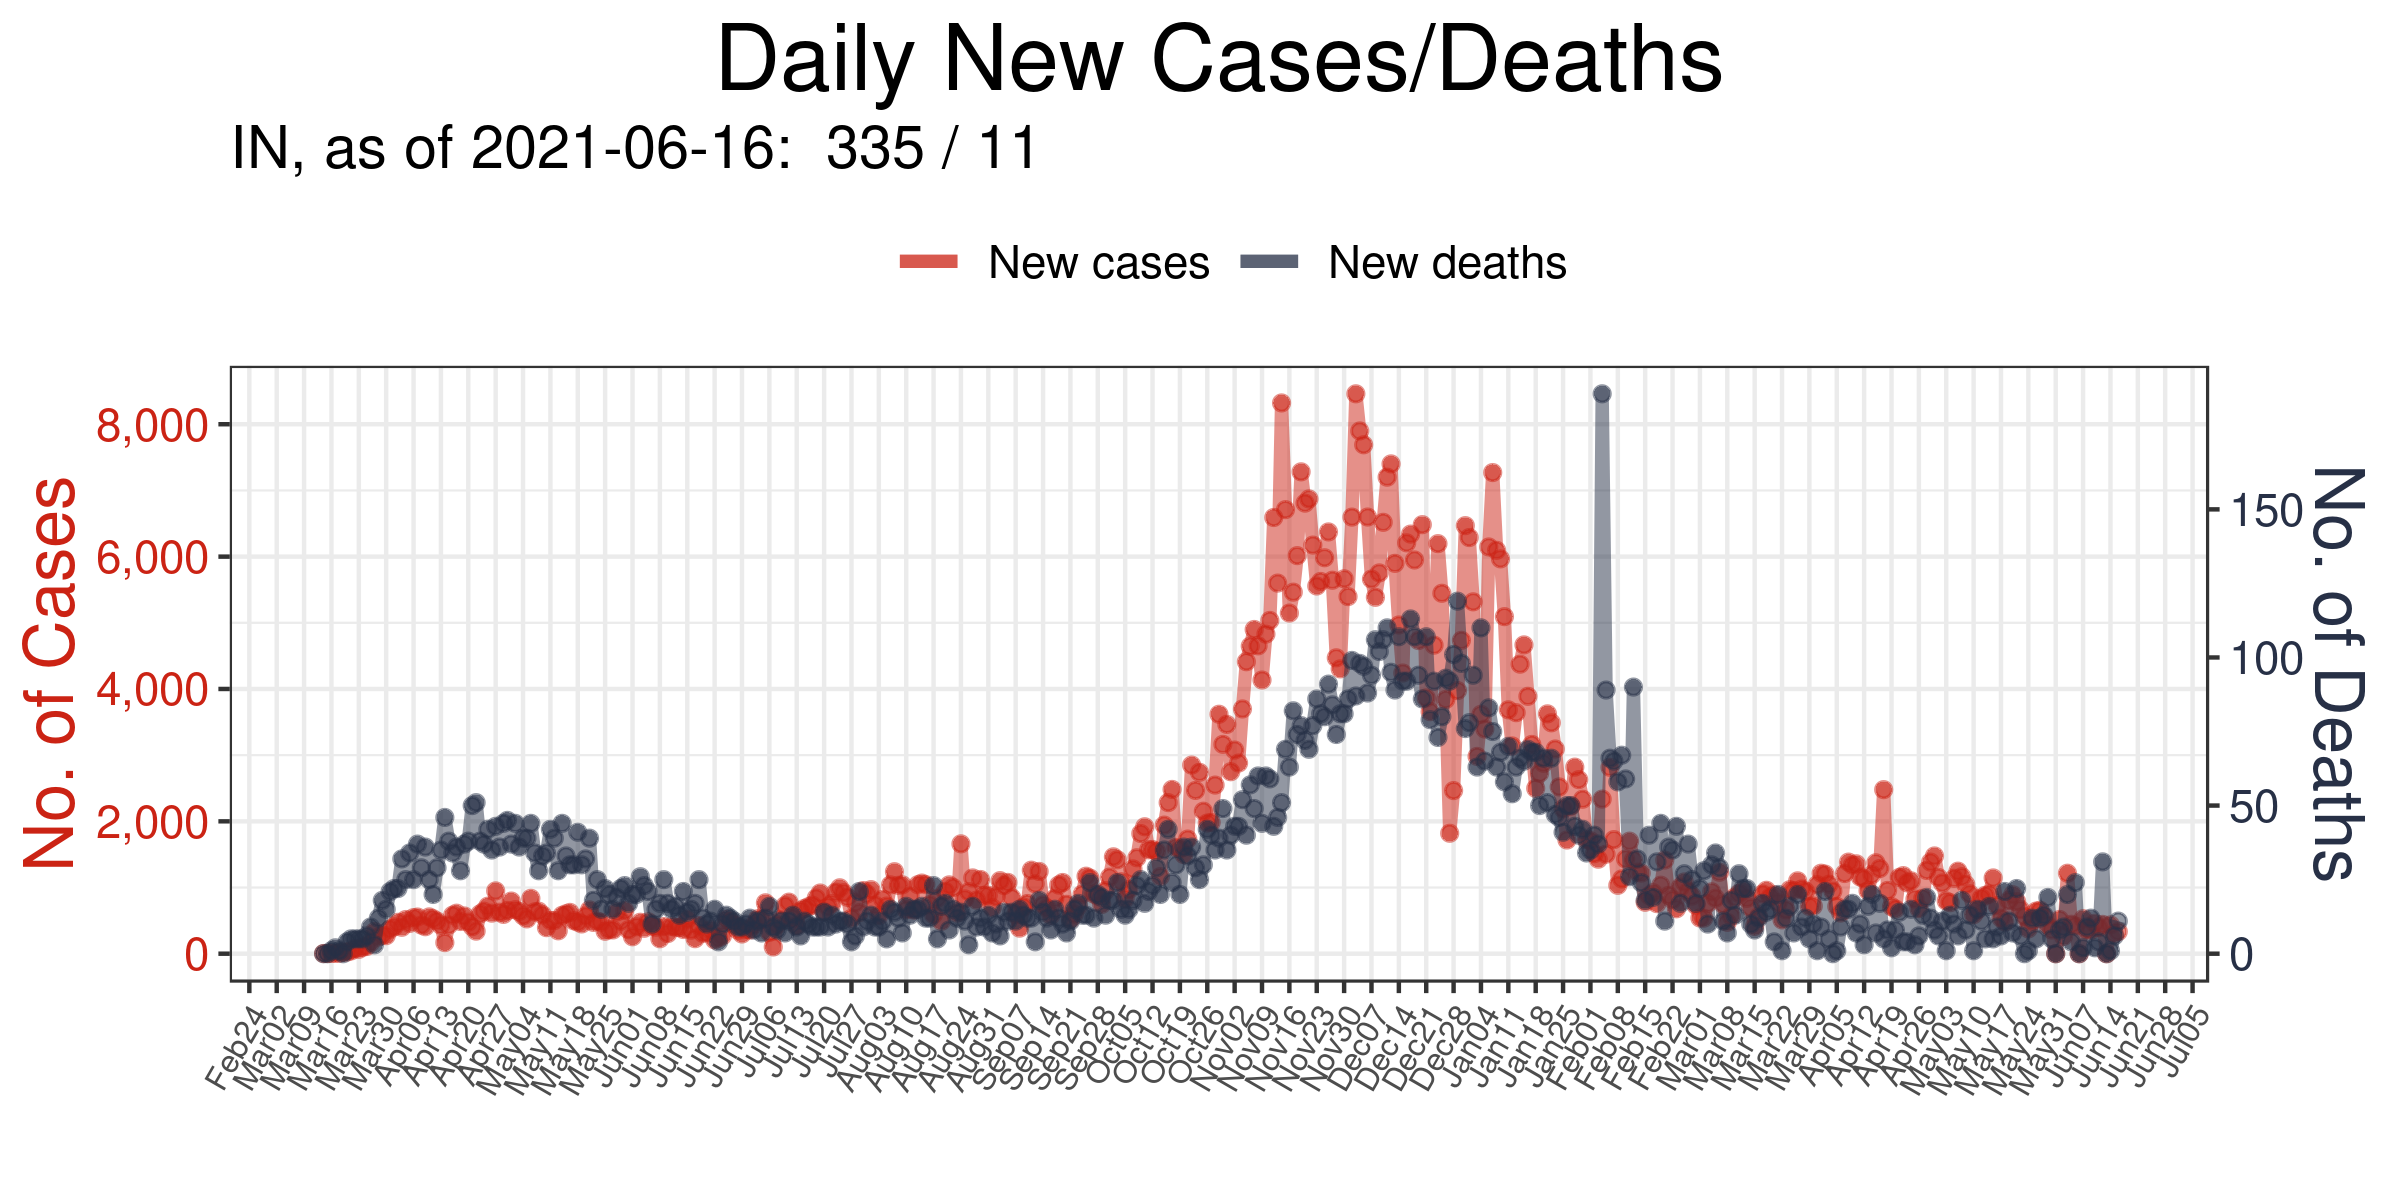 Daily New Cases/Deaths
IN, as of 2021-06-16:  335 / 11
New cases
New deaths
No. of Cases
8,000
6,000
4,000
2,000
0
150
100
50
0
No. of Deaths
Feb24
Mar02
Mar09
Mar16
Mar23
Mar30
Apr06
Apr13
Apr20
Apr27
May04
May11
May18
May25
Jun01
Jun08
Jun15
Jun22
Jun29
Jul06
Jul13
Jul20
Jul27
Aug03
Aug10
Aug17
Aug24
Aug31
Sep07
Sep14
Sep21
Sep28
Oct05
Oct12
Oct19
Oct26
Nov02
Nov09
Nov16
Nov23
Nov30
Dec07
Dec14
Dec21
Dec28
Jan04
Jan11
Jan18
Jan25
Feb01
Feb08
Feb15
Feb22
Mar01
Mar08
Mar15
Mar22
Mar29
Apr05
Apr12
Apr19
Apr26
May03
May10
May17
May24
May31
Jun07
Jun14
Jun21
Jun28
Jul05